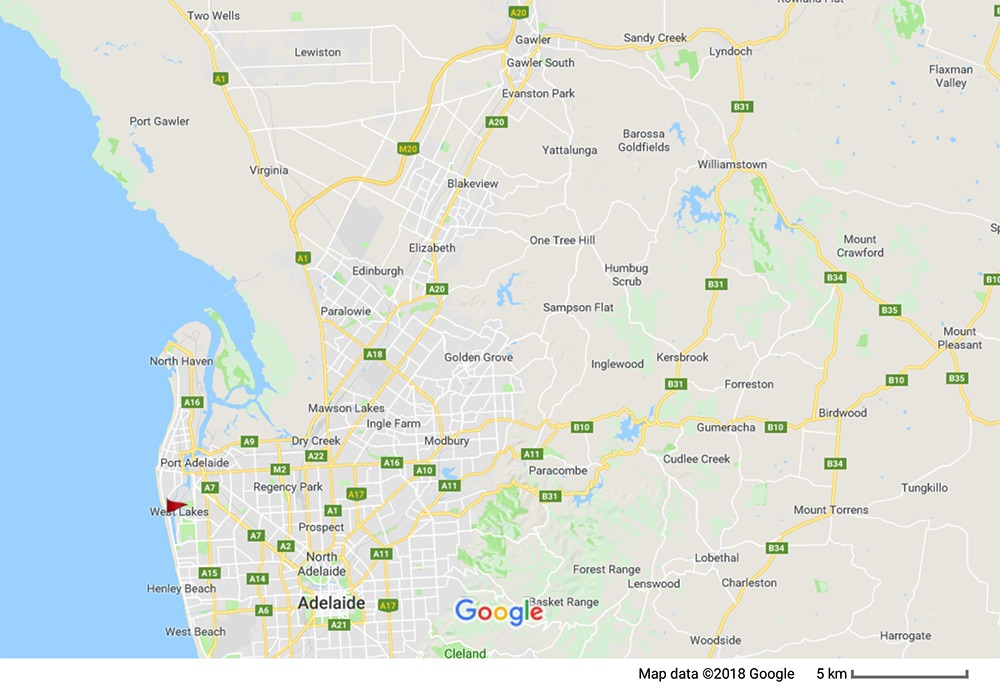 Two Wells
A20
Rowland Flat
Gawler
Sandy Creek
Lewiston
Lyndoch
Gawler South
A1
Flaxman
Valley
Evanston Park
B31
Port Gawler
A20
Barossa
Goldfields
M20
Yattalunga
Williamstown
Virginia
Blakeview
One Tree Hill
Mount
Crawford
Elizabeth
A1
Edinburgh
Humbug
Scrub
B34
B10
B31
A20
Sampson Flat
B35
Paralowie
Mount
Pleasant
A18
Golden Grove
Kersbrook
North Haven
Inglewood
B31
Forreston
B10
B35
A16
Mawson Lakes
Birdwood
Ingle Farm
B10
Gumeracha
B10
A9
Dry Creek
Modbury
A22
A11
Port Adelaide
M2
A16
A10
Paracombe
Cudlee Creek
B34
A7
Regency Park
A17
A11
B31
Tungkillo
West Lakes
A1
Mount Torrens
Prospect
A7
A2
B34
North
Adelaide
A11
Lobethal
A15
A14
Forest Range
Lenswood
Charleston
Henley Beach
Adelaide
A17
Google
Basket Range
A6
A21
West Beach
Harrogate
Woodside
Cleland
Map data ©2018 Google 5 km